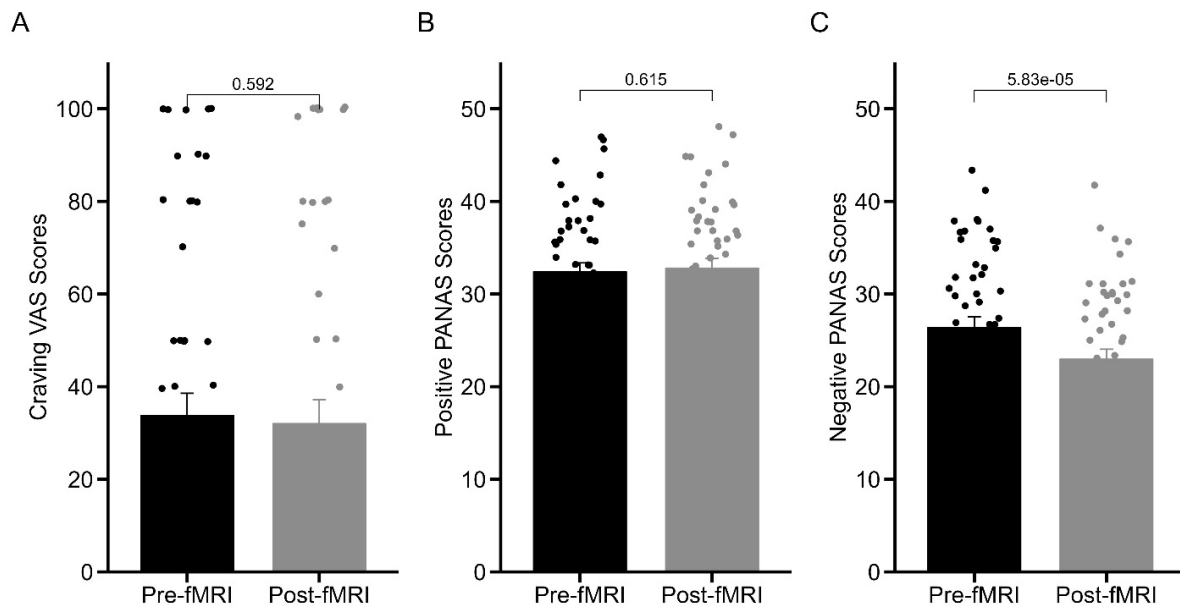 A
B
C
0.592
0.615
5.83e-05
Craving VAS Scores
100
80
60
40
20
0
Pre-fMRI
Post-fMRI
Positive PANAS Scores
50
40
30
20
10
0
Pre-fMRI
Post-fMRI
Negative PANAS Scores
50
40
30
20
10
0
Pre-fMRI
Post-fMRI